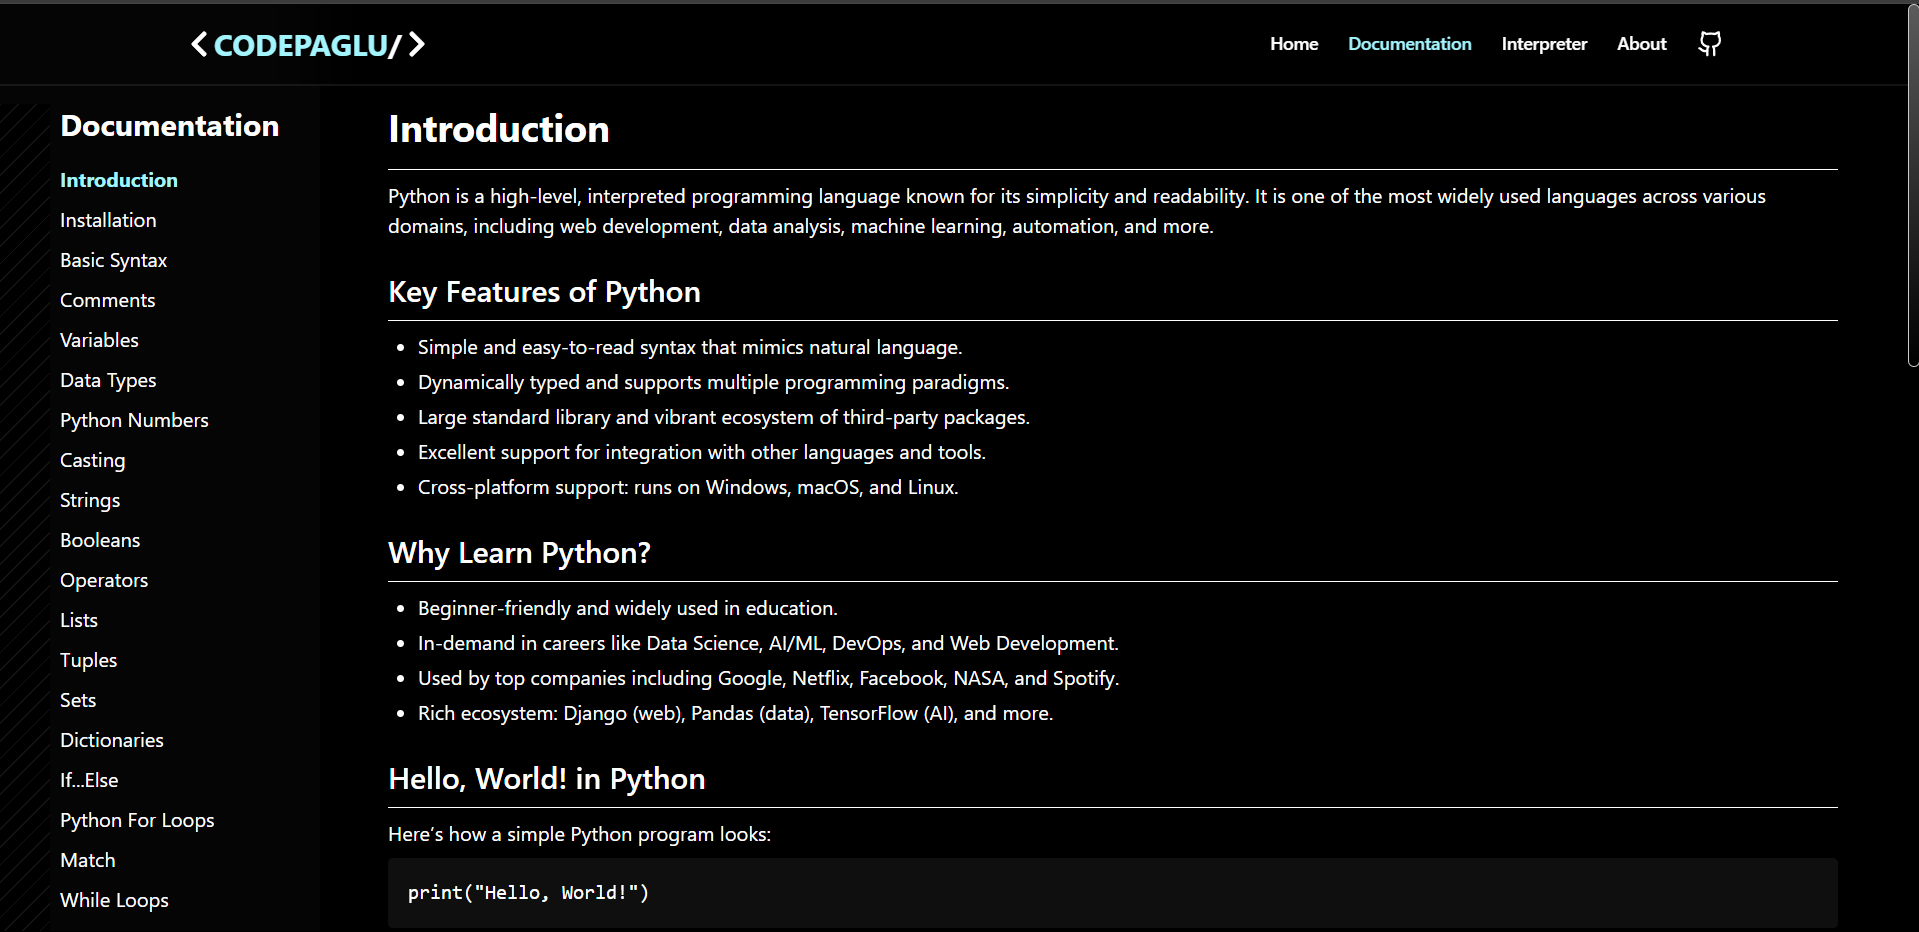 CODEPAGLU/
Home
Documentation
Interpreter
About
Documentation
Introduction
Installation
Basic Syntax
Comments
Variables
Data Types
Python Numbers
Casting
Strings
Booleans
Operators
Lists
Tuples
Sets
Dictionaries
If...Else
Python For Loops
Match
While Loops
Introduction
Python is a high-level, interpreted programming language known for its simplicity and readability. It is one of the most widely used languages across various
domains, including web development, data analysis, machine learning, automation, and more.
Key Features of Python
Simple and easy-to-read syntax that mimics natural language.
Dynamically typed and supports multiple programming paradigms.
Large standard library and vibrant ecosystem of third-party packages.
Excellent support for integration with other languages and tools.
Cross-platform support: runs on Windows, macOS, and Linux.
Why Learn Python?
Beginner-friendly and widely used in education.
In-demand in careers like Data Science, AI/ML, DevOps, and Web Development.
Used by top companies including Google, Netflix, Facebook, NASA, and Spotify.
Rich ecosystem: Django (web), Pandas (data), TensorFlow (AI), and more.
Hello, World! in Python
Here’s how a simple Python program looks:
print("Hello, World!")